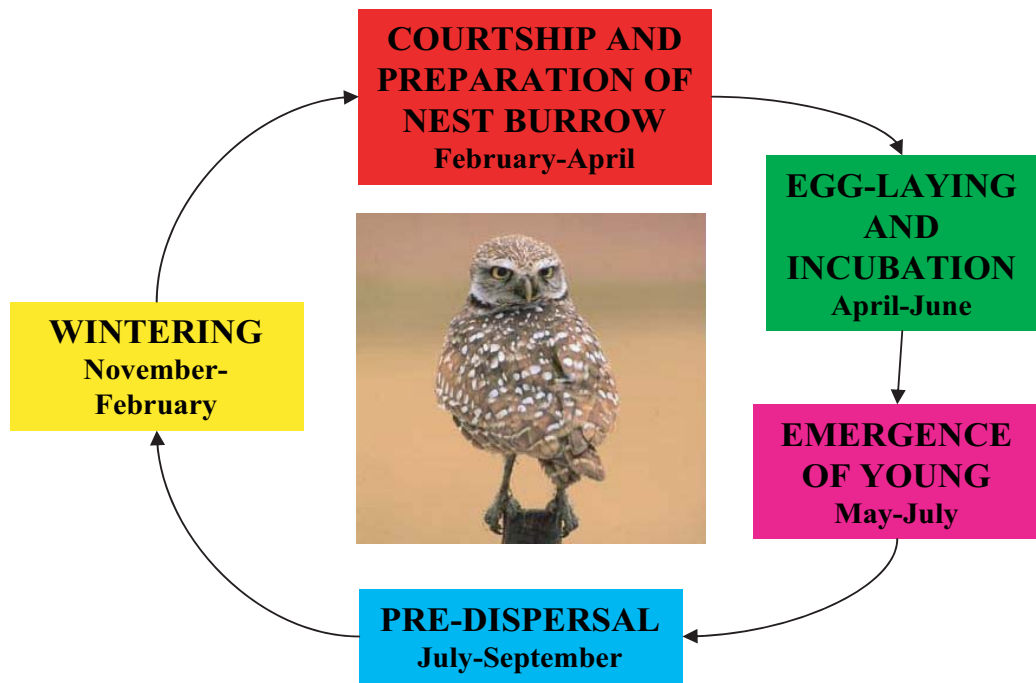 COURTSHIP AND
PREPARATION OF
NEST BURROW
February-April
EGG-LAYING
AND
INCUBATION
April-June
EMERGENCE
OF YOUNG
May-July
PRE-DISPERSAL
July-September
WINTERING
November-
February